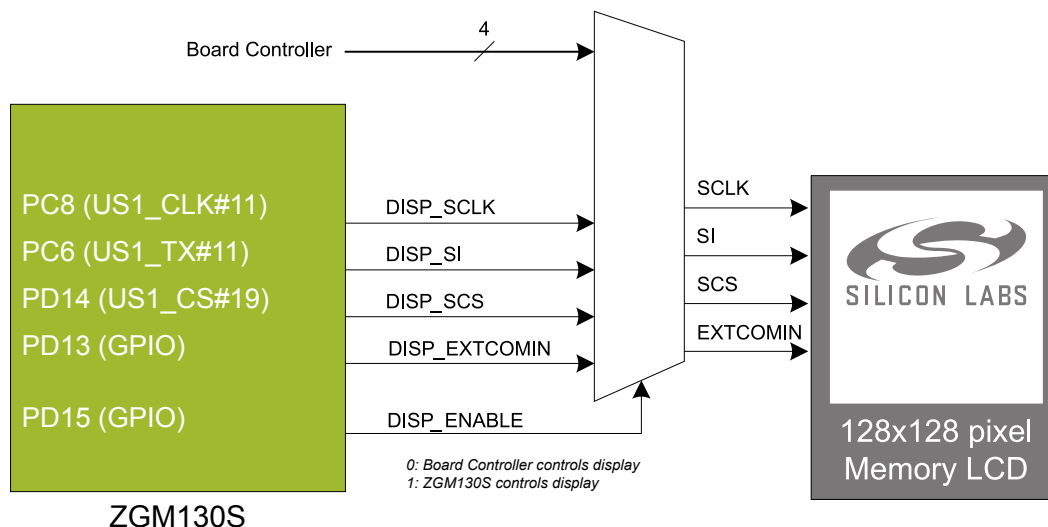 4
Board Controller
PC8 (US1_CLK#11)
PC6 (US1_TX#11)
PD14 (US1_CS#19)
PD13 (GPIO)
PD15 (GPIO)
DISP_SCLK
DISP_SI
DISP_SCS
DISP_EXTCOMIN
DISP_ENABLE
0: Board Controller controls display
1: ZGM130S controls display
ZGM130S
SCLK
SI
SCS
EXTCOMIN
SILICON LABS
128x128 pixel
Memory LCD